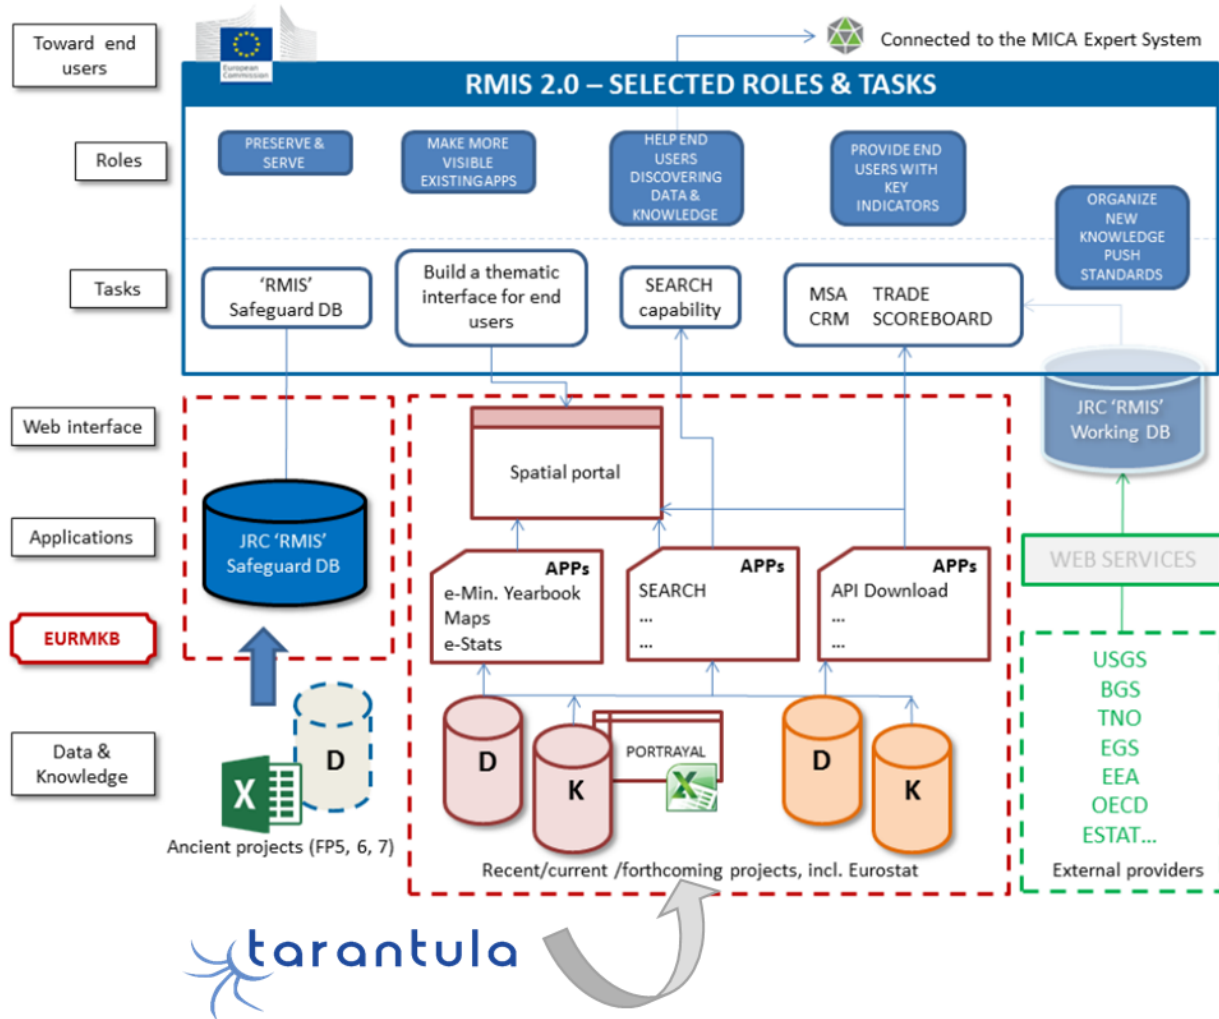 Toward end
users
European
Commission
Connected to the MICA Expert System
RMIS 2.0 – SELECTED ROLES & TASKS
Roles
PRESERVE &
SERVE
MAKE MORE
VISIBLE
EXISTING APPS
HELP END
USERS
DISCOVERING
DATA &
KNOWLEDGE
PROVIDE END
USERS WITH
KEY
INDICATORS
ORGANIZE
NEW
KNOWLEDGE
PUSH
STANDARDS
Tasks
‘RMIS’
Safeguard DB
Build a thematic
interface for end
users
SEARCH
capability
MSA TRADE
CRM SCOREBOARD
Web interface
Spatial portal
JRC ‘RMIS’
Working DB
Applications
JRC ‘RMIS’
Safeguard DB
APPs
e-Min. Yearbook
Maps
e-Stats
APPs
SEARCH
...
...
APPs
API Download
...
...
WEB SERVICES
EURMKB
USGS
BGS
TNO
EGS
EEA
OECD
ESTAT...
External providers
Data &
Knowledge
X
D
Ancient projects (FP5, 6, 7)
D
K
PORTRAYAL
X
D
K
Recent/current /forthcoming projects, incl. Eurostat
tarantula